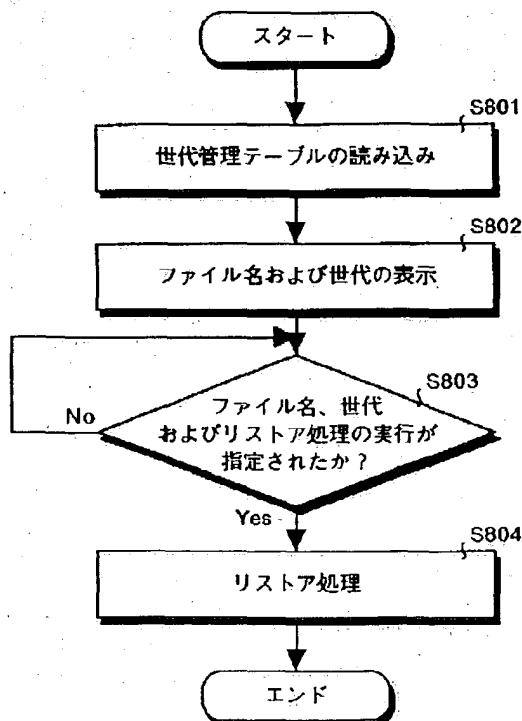 スタート
S801
世代管理テーブルの読み込み
S802
ファイル名および世代の表示
S803
ファイル名、世代
およびリストア処理の実行が
指定されたか?
No
Yes
S804
リストア処理
エンド